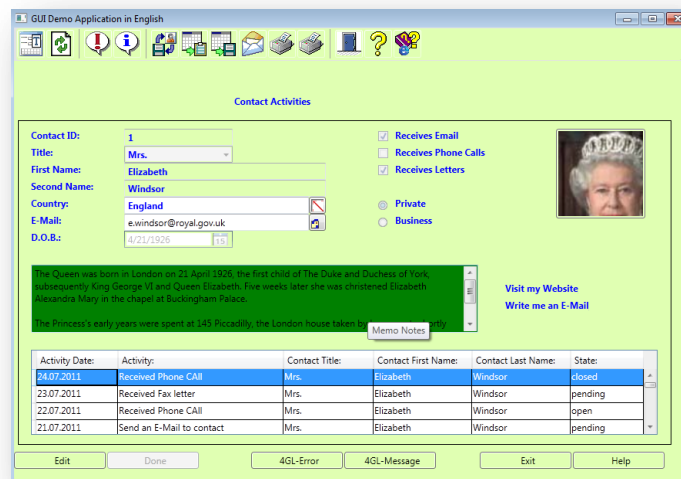 GUI Demo Application in English
Contact Activities
Contact ID: 1
Title: Mrs.
First Name: Elizabeth
Second Name: Windsor
Country: England
E-Mail: e.windsor@royal.gov.uk
D.O.B.: 4/21/1926 15
Receives Email
Receives Phone Calls
Receives Letters
Private
Business
The Queen was born in London on 21 April 1926, the first child of The Duke and Duchess of York,
subsequently King George VI and Queen Elizabeth. Five weeks later she was christened Elizabeth
Alexandra Mary in the chapel at Buckingham Palace.
The Princess's early years were spent at 145 Piccadilly, the London house taken by
Memo Notes
Visit my Website
Write me an E-Mail
Activity Date: Activity: Contact Title: Contact First Name: Contact Last Name: State:
24.07.2011 Received Phone CAll Mrs. Elizabeth Windsor closed
23.07.2011 Received Fax letter Mrs. Elizabeth Windsor pending
22.07.2011 Received Phone CAll Mrs. Elizabeth Windsor open
21.07.2011 Send an E-Mail to contact Mrs. Elizabeth Windsor pending
Edit Done 4GL-Error 4GL-Message Exit Help